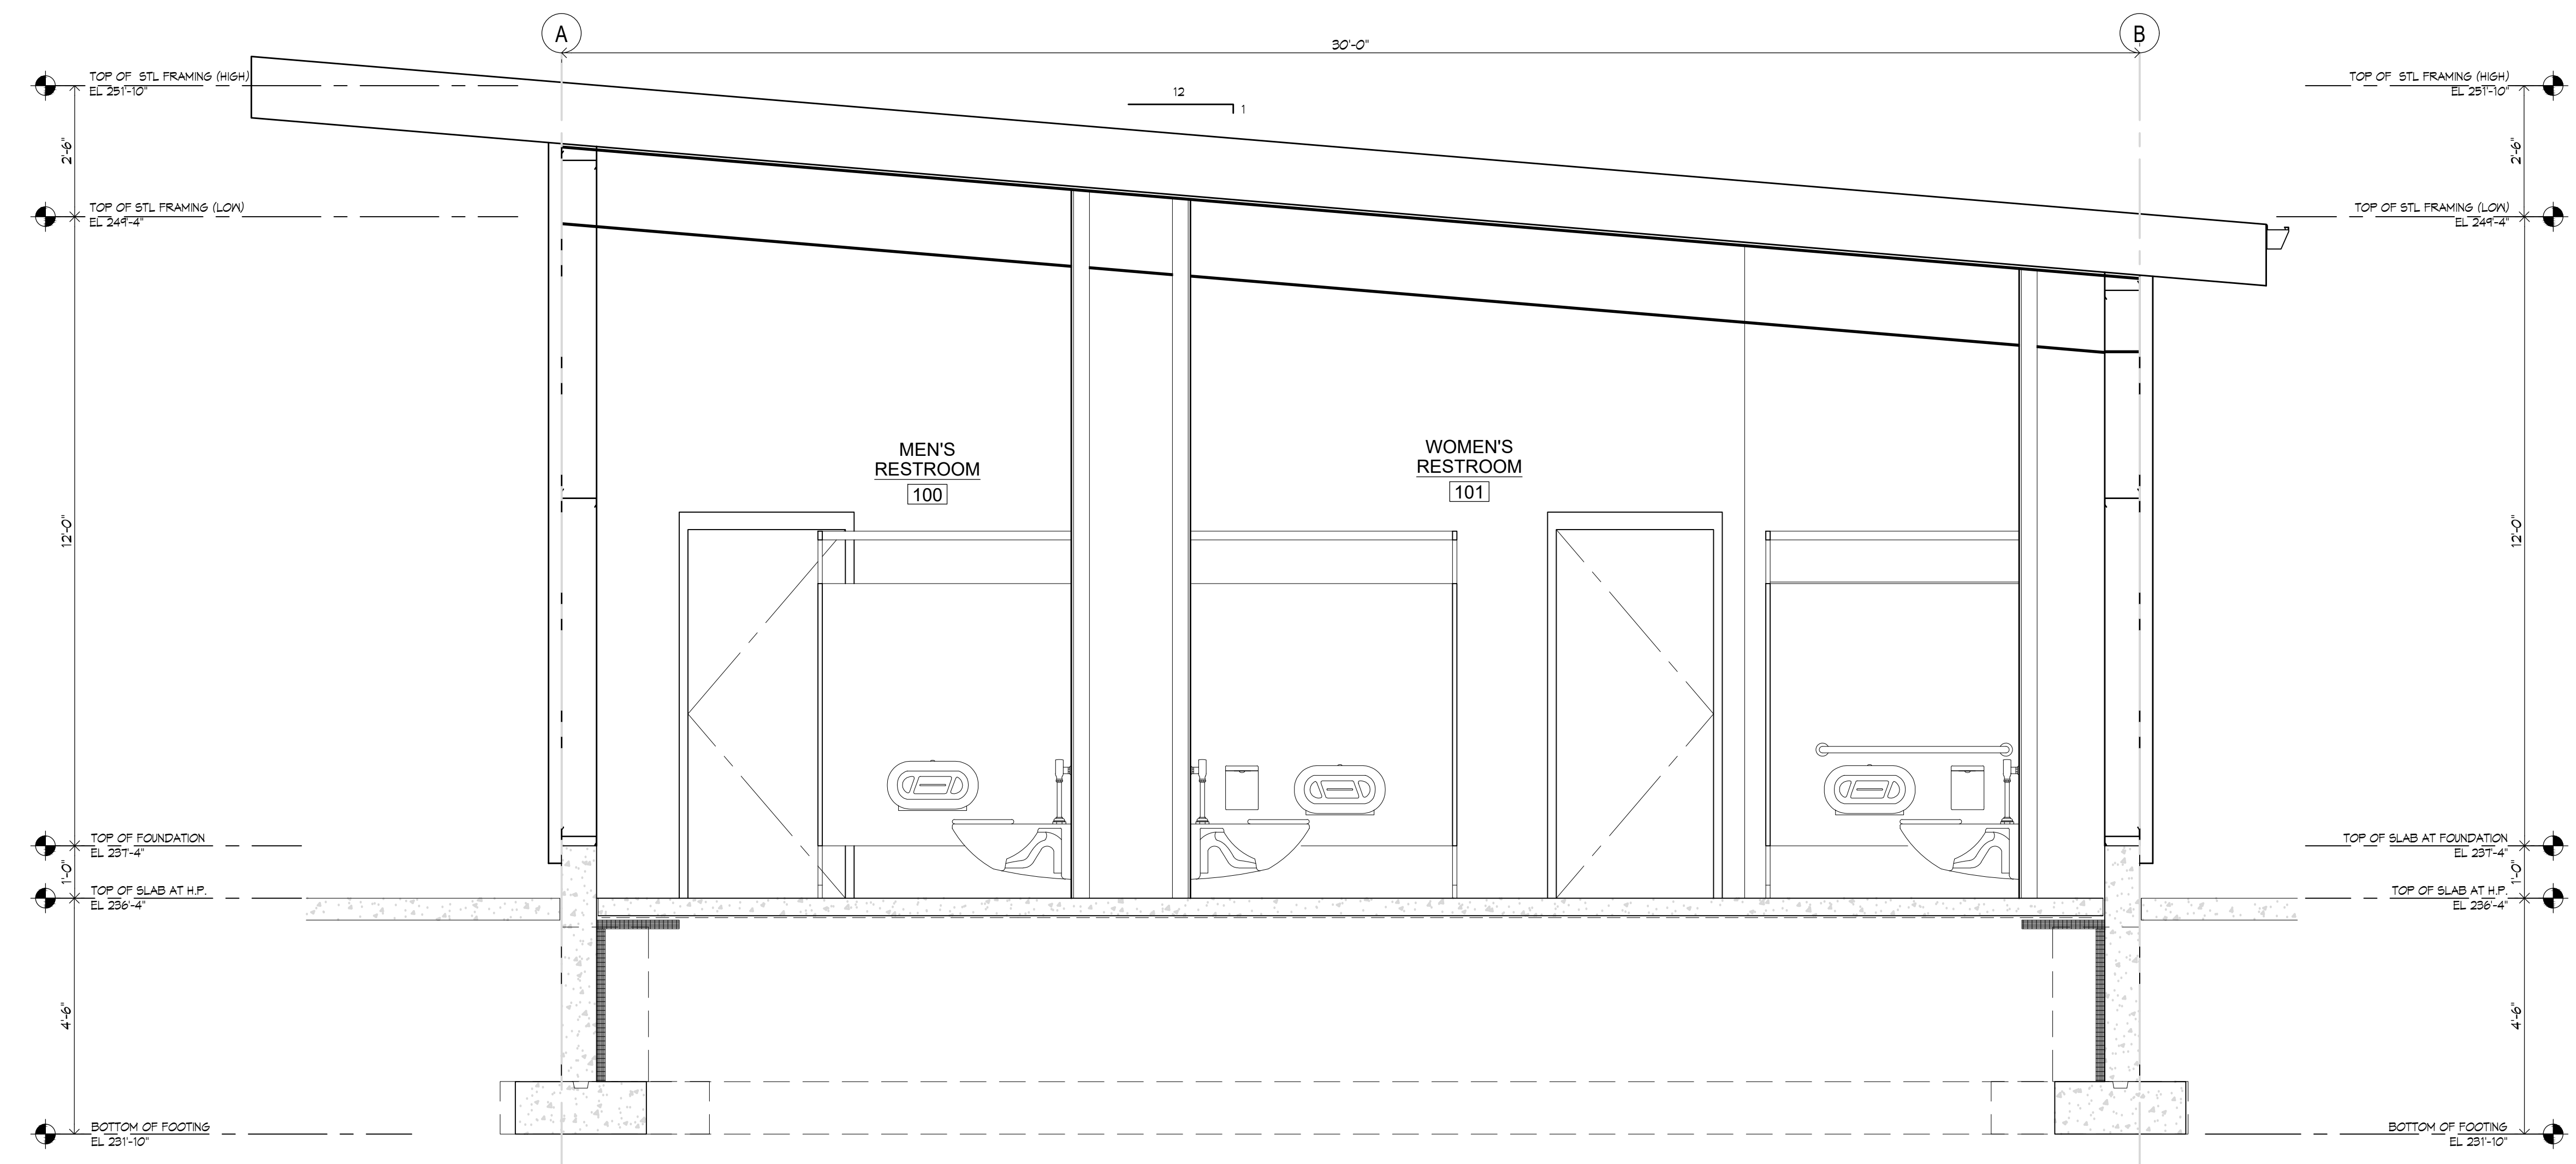 A
B
30'-0"
12
1
TOP OF STL FRAMING (HIGH)
EL 251'-10"
TOP OF STL FRAMING (HIGH)
EL 251'-10"
2'-6"
2'-6"
TOP OF STL FRAMING (LOW)
EL 249'-4"
TOP OF STL FRAMING (LOW)
EL 249'-4"
MEN'S
RESTROOM
100
WOMEN'S
RESTROOM
101
12'-0"
12'-0"
TOP OF FOUNDATION
EL 237'-4"
TOP OF SLAB AT FOUNDATION
EL 237'-4"
1'-0"
1'-0"
TOP OF SLAB AT H.P.
EL 236'-4"
TOP OF SLAB AT H.P.
EL 236'-4"
4'-6"
4'-6"
BOTTOM OF FOOTING
EL 231'-10"
BOTTOM OF FOOTING
EL 231'-10"